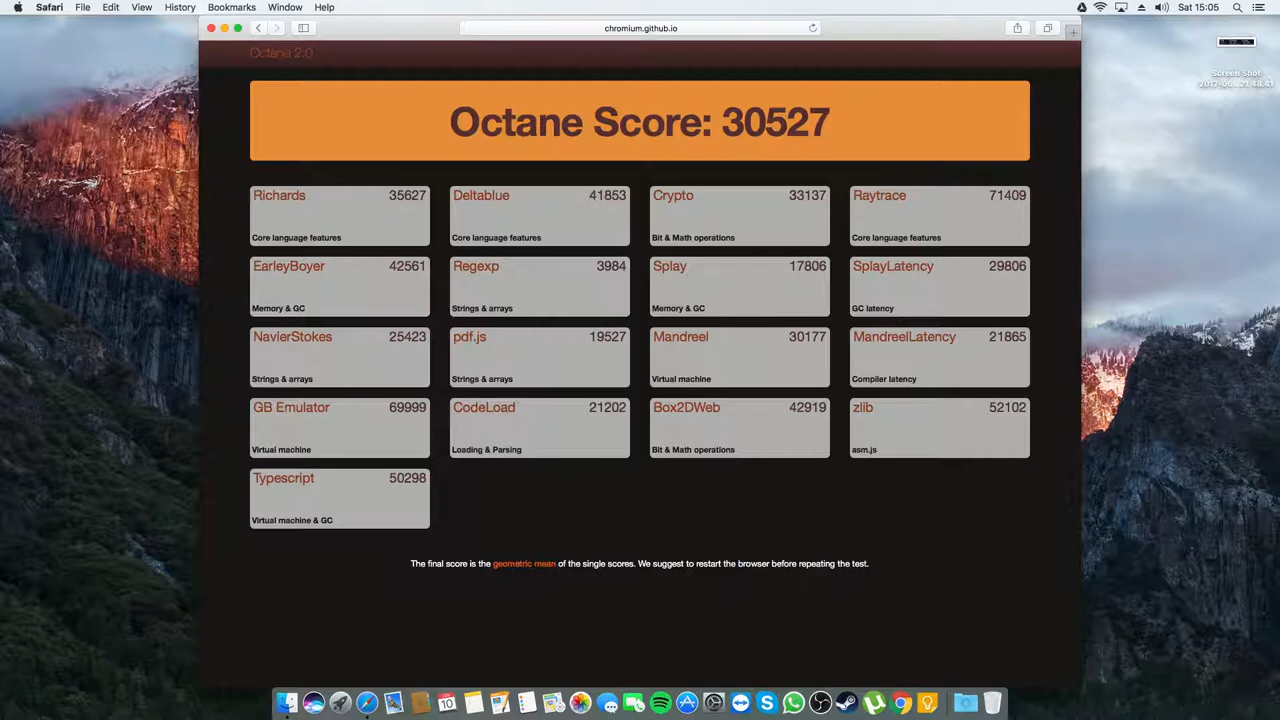 Safari File Edit View History Bookmarks Window Help Sat 15:05
chromium.github.io
Octane 2.0
Octane Score: 30527
Richards 35627 Deltablue 41853 Crypto 33137 Raytrace 71409
Core language features Core language features Bit & Math operations Core language features
EarleyBoyer 42561 Regexp 3984 Splay 17806 SplayLatency 29806
Memory & GC Strings & arrays Memory & GC GC latency
NavierStokes 25423 pdf.js 19527 Mandreel 30177 MandreelLatency 21865
Strings & arrays Strings & arrays Virtual machine Compiler latency
GB Emulator 69999 CodeLoad 21202 Box2DWeb 42919 zlib 52102
Virtual machine Loading & Parsing Bit & Math operations asm.js
Typescript 50298
Virtual machine & GC
The final score is the geometric mean of the single scores. We suggest to restart the browser before repeating the test.
Screen Shot
10